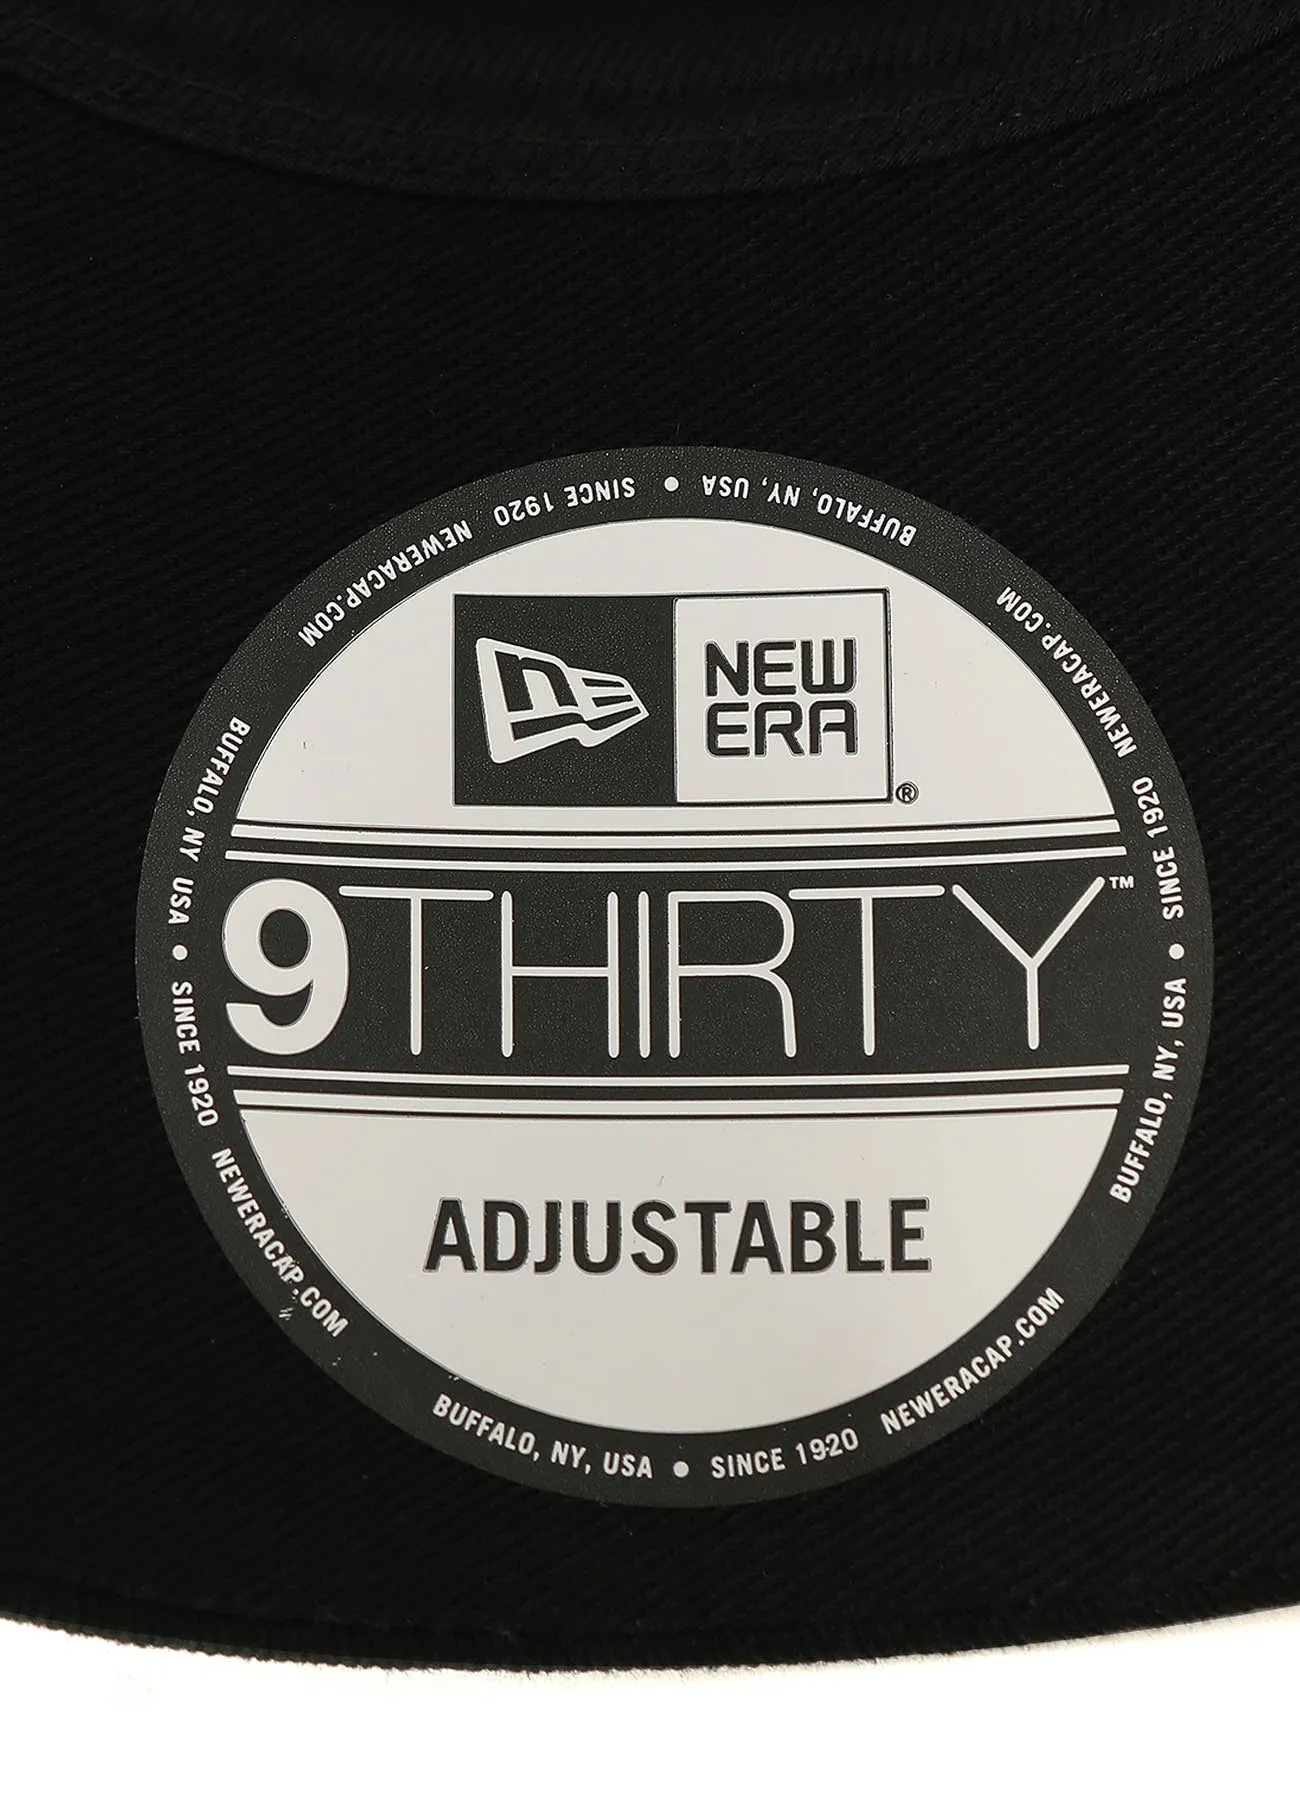 NEW
ERA
®
9THIRTY™
ADJUSTABLE
BUFFALO, NY, USA • SINCE 1920 NEWERACAP.COM
BUFFALO, NY, USA • SINCE 1920 NEWERACAP.COM
BUFFALO, NY, USA • SINCE 1920 NEWERACAP.COM
BUFFALO, NY USA • SINCE 1920 NEWERACAP.COM